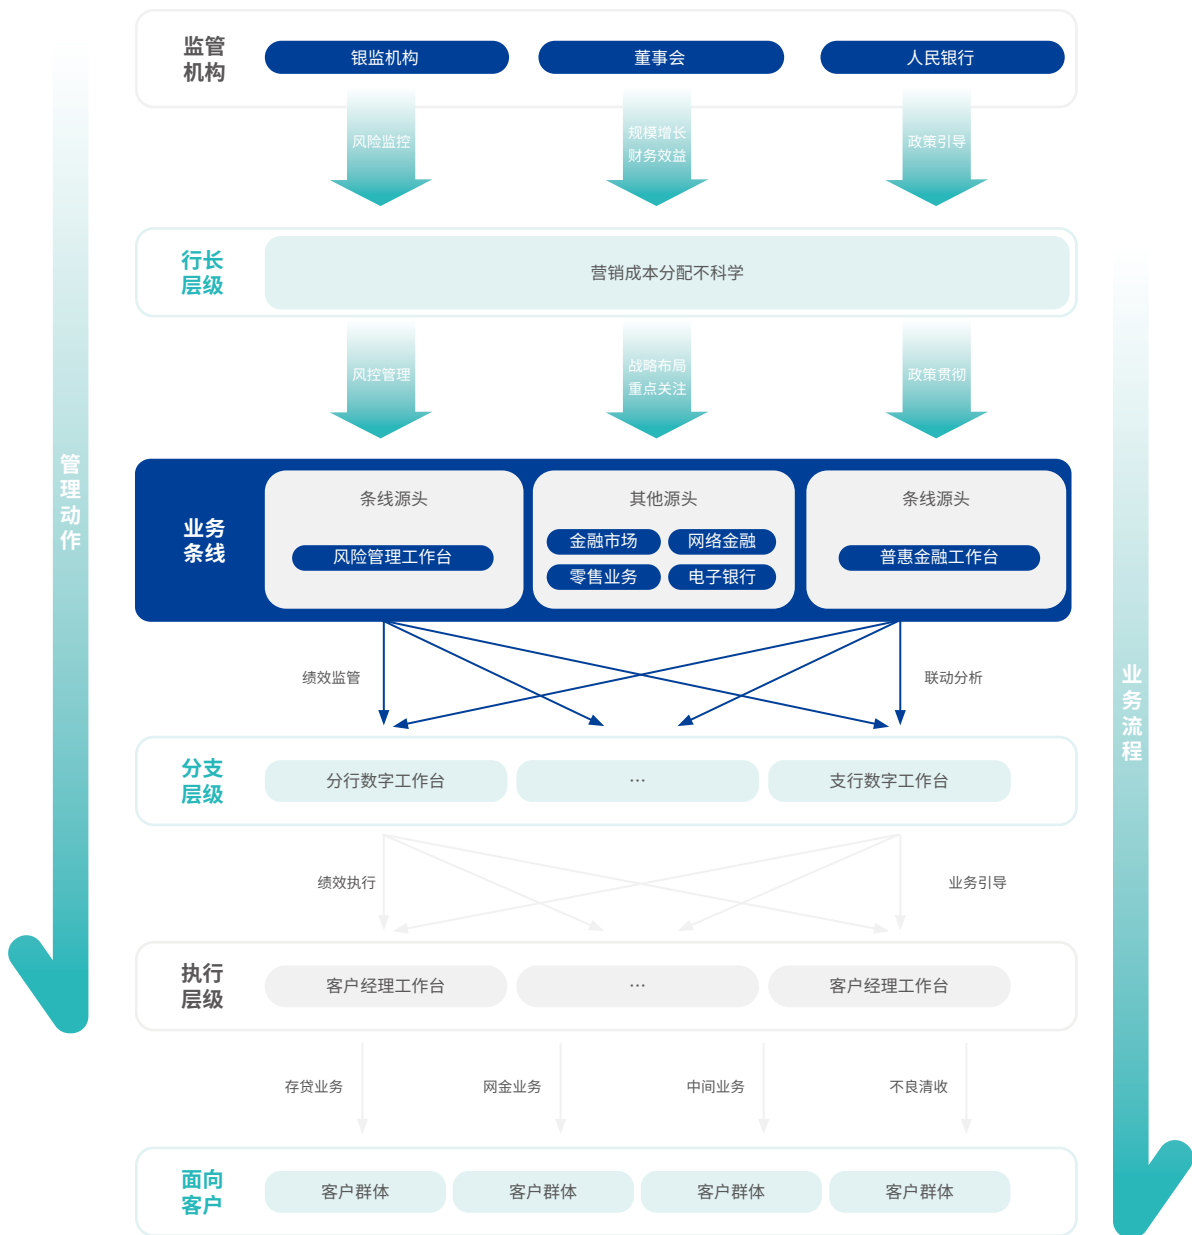 监管
机构
银监机构
董事会
人民银行
风险监控
规模增长
财务效益
政策引导
行长
层级
营销成本分配不科学
风控管理
战略布局
重点关注
政策贯彻
管理动作
业务
条线
条线源头
风险管理工作台
其他源头
金融市场
网络金融
零售业务
电子银行
条线源头
普惠金融工作台
绩效监管
联动分析
业务流程
分支
层级
分行数字工作台
...
支行数字工作台
绩效执行
业务引导
执行
层级
客户经理工作台
...
客户经理工作台
存贷业务
网金业务
中间业务
不良清收
面向
客户
客户群体
客户群体
客户群体
客户群体